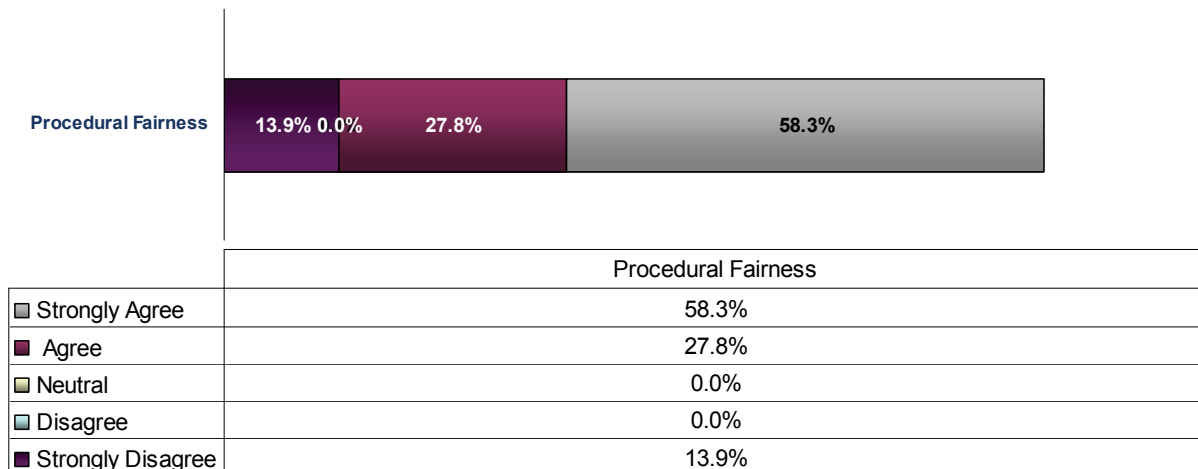 Procedural Fairness 13.9% 0.0% 27.8% 58.3%
Procedural Fairness
Strongly Agree 58.3%
Agree 27.8%
Neutral 0.0%
Disagree 0.0%
Strongly Disagree 13.9%